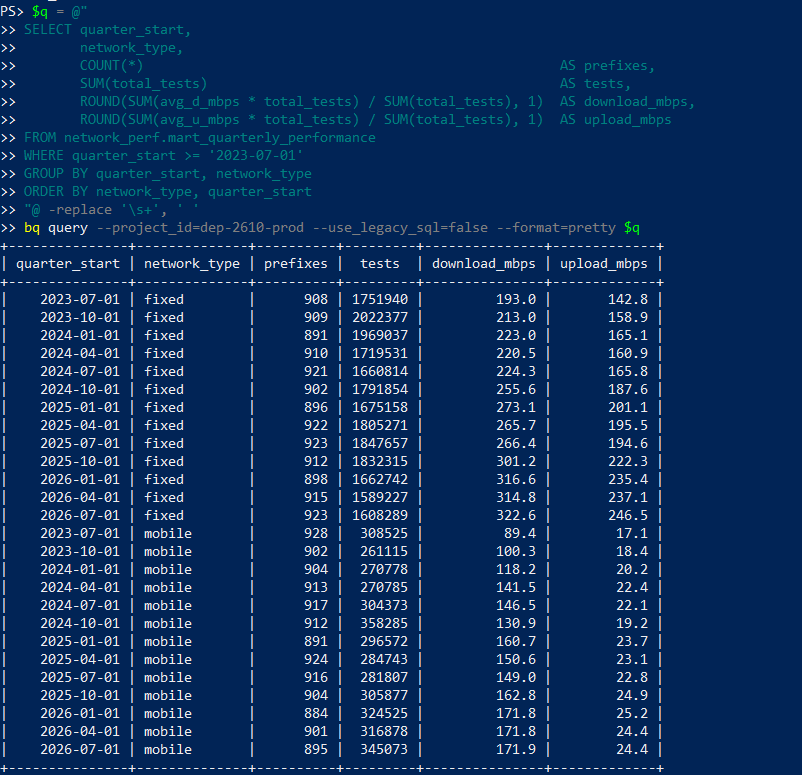 PS> $q = @"
>> SELECT quarter_start,
>>        network_type,
>>        COUNT(*)                                                    AS prefixes,
>>        SUM(total_tests)                                            AS tests,
>>        ROUND(SUM(avg_d_mbps * total_tests) / SUM(total_tests), 1)  AS download_mbps,
>>        ROUND(SUM(avg_u_mbps * total_tests) / SUM(total_tests), 1)  AS upload_mbps
>> FROM network_perf.mart_quarterly_performance
>> WHERE quarter_start >= '2023-07-01'
>> GROUP BY quarter_start, network_type
>> ORDER BY network_type, quarter_start
>> "@ -replace '\s+', ' '
>> bq query --project_id=dep-2610-prod --use_legacy_sql=false --format=pretty $q
+---------------+--------------+----------+---------+---------------+-------------+
| quarter_start | network_type | prefixes |  tests  | download_mbps | upload_mbps |
+---------------+--------------+----------+---------+---------------+-------------+
|    2023-07-01 | fixed        |      908 | 1751940 |         193.0 |       142.8 |
|    2023-10-01 | fixed        |      909 | 2022377 |         213.0 |       158.9 |
|    2024-01-01 | fixed        |      891 | 1969037 |         223.0 |       165.1 |
|    2024-04-01 | fixed        |      910 | 1719531 |         220.5 |       160.9 |
|    2024-07-01 | fixed        |      921 | 1660814 |         224.3 |       165.8 |
|    2024-10-01 | fixed        |      902 | 1791854 |         255.6 |       187.6 |
|    2025-01-01 | fixed        |      896 | 1675158 |         273.1 |       201.1 |
|    2025-04-01 | fixed        |      922 | 1805271 |         265.7 |       195.5 |
|    2025-07-01 | fixed        |      923 | 1847657 |         266.4 |       194.6 |
|    2025-10-01 | fixed        |      912 | 1832315 |         301.2 |       222.3 |
|    2026-01-01 | fixed        |      898 | 1662742 |         316.6 |       235.4 |
|    2026-04-01 | fixed        |      915 | 1589227 |         314.8 |       237.1 |
|    2026-07-01 | fixed        |      923 | 1608289 |         322.6 |       246.5 |
|    2023-07-01 | mobile       |      928 |  308525 |          89.4 |        17.1 |
|    2023-10-01 | mobile       |      902 |  261115 |         100.3 |        18.4 |
|    2024-01-01 | mobile       |      904 |  270778 |         118.2 |        20.2 |
|    2024-04-01 | mobile       |      913 |  270785 |         141.5 |        22.4 |
|    2024-07-01 | mobile       |      917 |  304373 |         146.5 |        22.1 |
|    2024-10-01 | mobile       |      912 |  358285 |         130.9 |        19.2 |
|    2025-01-01 | mobile       |      891 |  296572 |         160.7 |        23.7 |
|    2025-04-01 | mobile       |      924 |  284743 |         150.6 |        23.1 |
|    2025-07-01 | mobile       |      916 |  281807 |         149.0 |        22.8 |
|    2025-10-01 | mobile       |      904 |  305877 |         162.8 |        24.9 |
|    2026-01-01 | mobile       |      884 |  324525 |         171.8 |        25.2 |
|    2026-04-01 | mobile       |      901 |  316878 |         171.8 |        24.4 |
|    2026-07-01 | mobile       |      895 |  345073 |         171.9 |        24.4 |
+---------------+--------------+----------+---------+---------------+-------------+